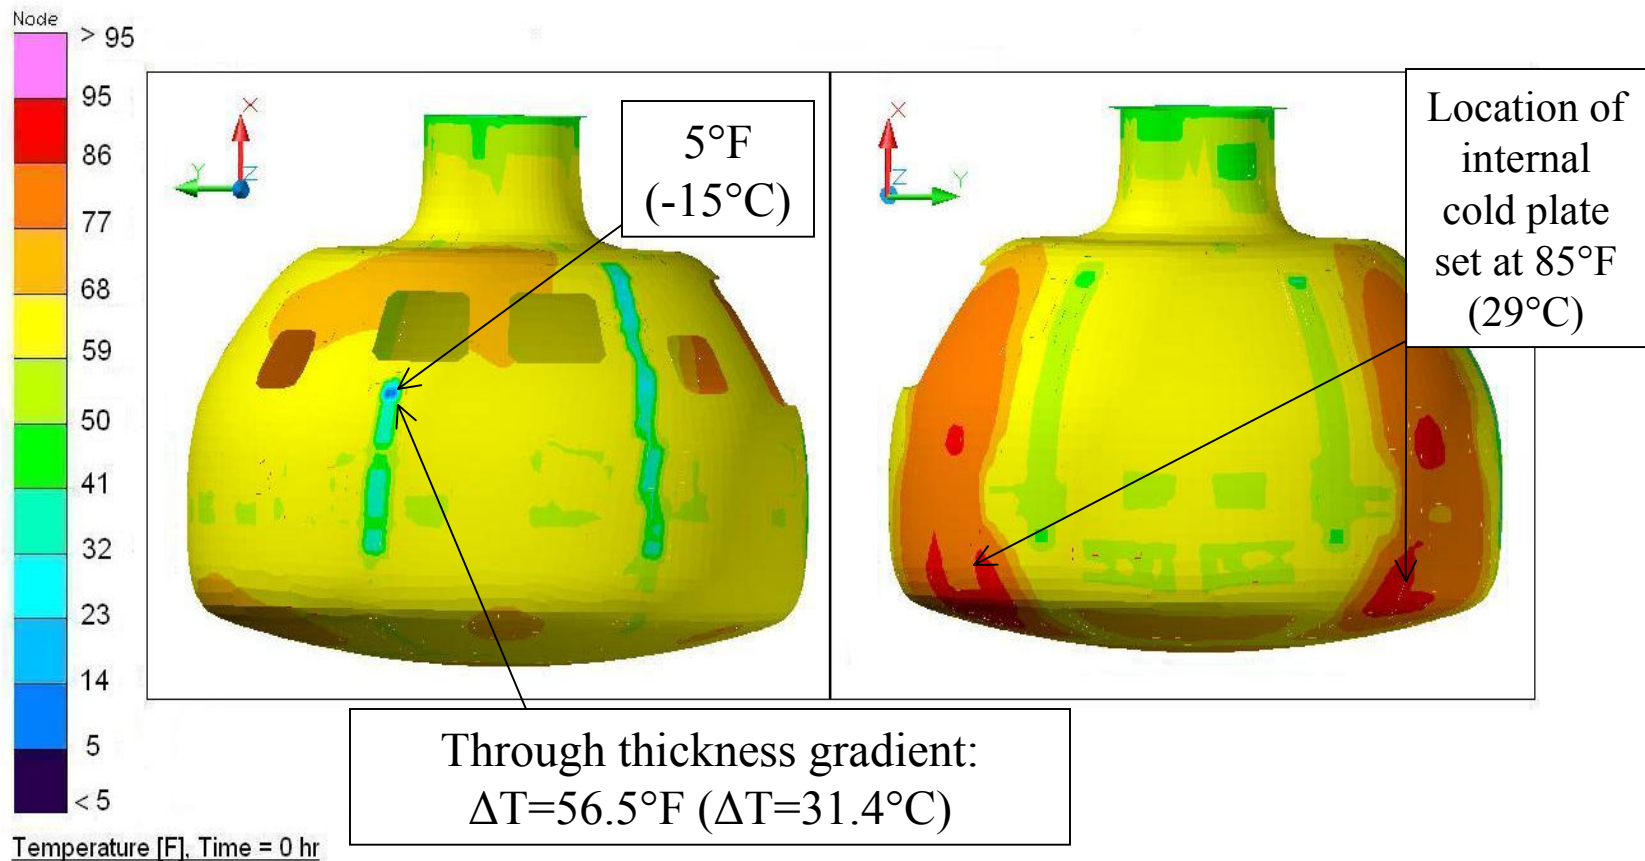 Node
> 95
95
86
77
68
59
50
41
32
23
14
5
< 5
Temperature [F], Time = 0 hr
X
Y
Z
5°F
(-15°C)
X
Z
Y
Location of
internal
cold plate
set at 85°F
(29°C)
Through thickness gradient:
ΔT=56.5°F (ΔT=31.4°C)